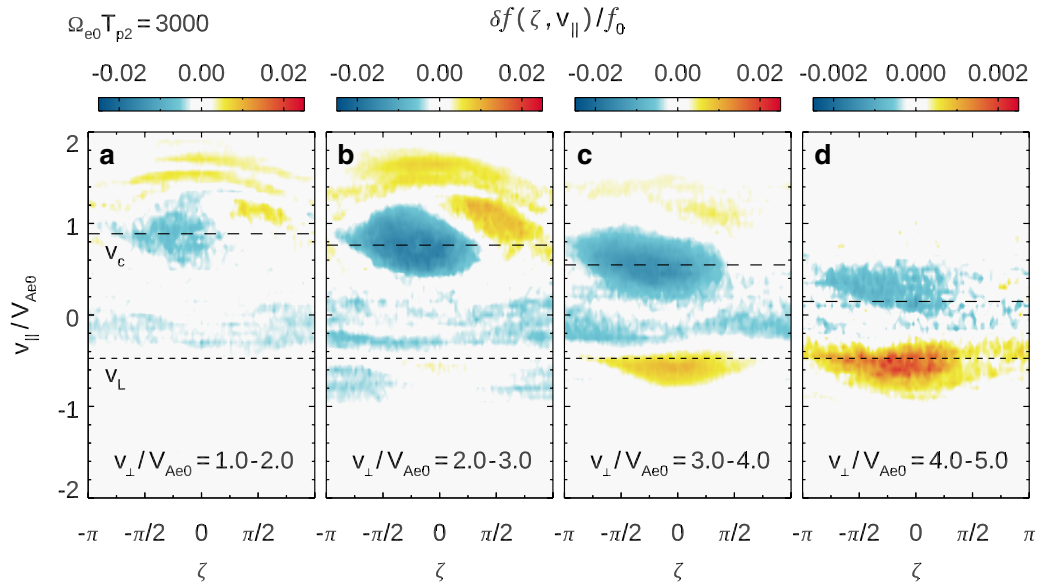 Ωe0Tp2 = 3000
δf(ζ, v∥)/f0
-0.02 0.00 0.02 -0.02 0.00 0.02 -0.02 0.00 0.02 -0.002 0.000 0.002
a b c d
2
1
0
-1
-2
v∥/VAe0
vc
vL
v⊥/VAe0 = 1.0-2.0 v⊥/VAe0 = 2.0-3.0 v⊥/VAe0 = 3.0-4.0 v⊥/VAe0 = 4.0-5.0
-π -π/2 0 π/2 -π -π/2 0 π/2 -π -π/2 0 π/2 -π -π/2 0 π/2 π
ζ ζ ζ ζ